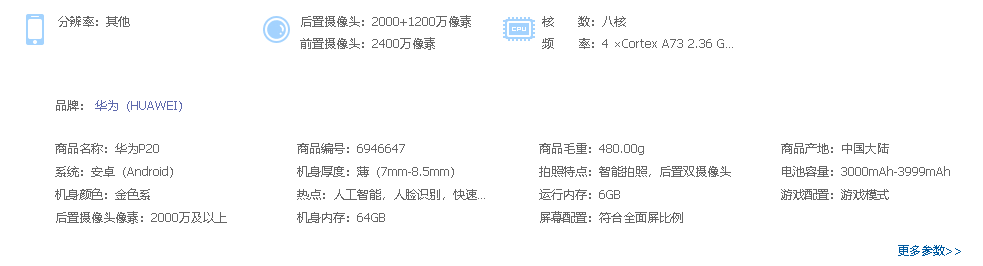 分辨率：其他
后置摄像头：2000+1200万像素
前置摄像头：2400万像素
CPU
核 数：八核
频 率：4 ×Cortex A73 2.36 G...
品牌： 华为（HUAWEI）
商品名称：华为P20 商品编号：6946647 商品毛重：480.00g 商品产地：中国大陆
系统：安卓（Android） 机身厚度：薄（7mm-8.5mm） 拍照特点：智能拍照，后置双摄像头 电池容量：3000mAh-3999mAh
机身颜色：金色系 热点：人工智能，人脸识别，快速... 运行内存：6GB 游戏配置：游戏模式
后置摄像头像素：2000万及以上 机身内存：64GB 屏幕配置：符合全面屏比例
更多参数>>